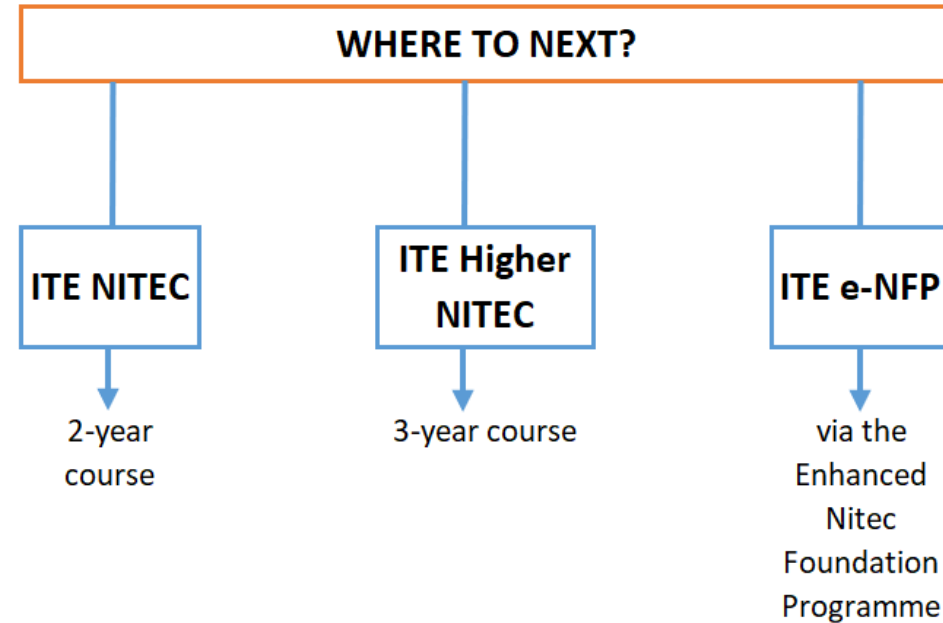 WHERE TO NEXT?
ITE NITEC
ITE Higher
NITEC
ITE e-NFP
2-year
course
3-year course
via the
Enhanced
Nitec
Foundation
Programme